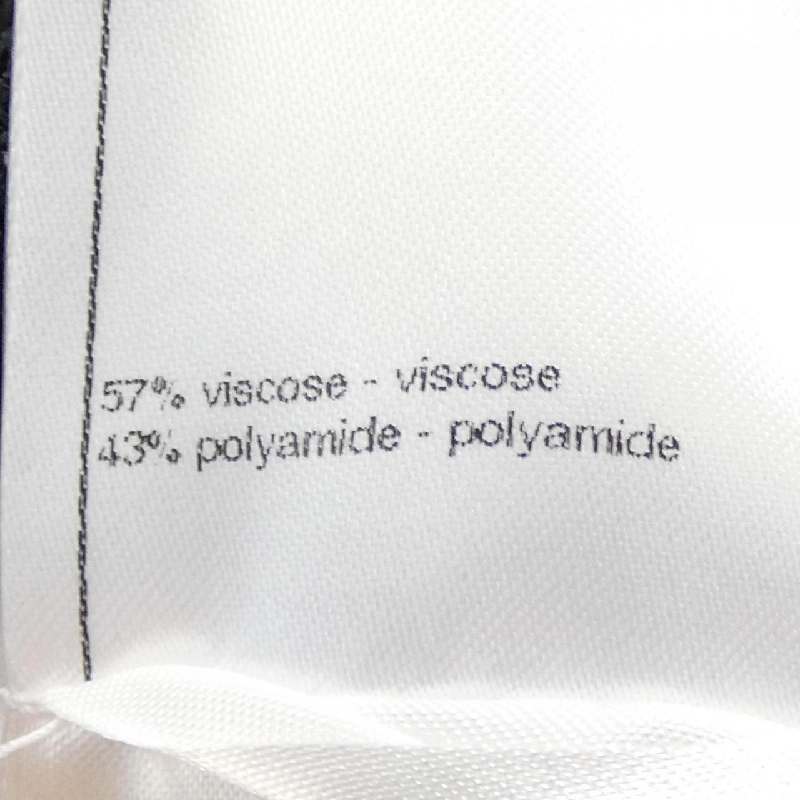 57% viscose - viscose
43% polyamide - polyamide